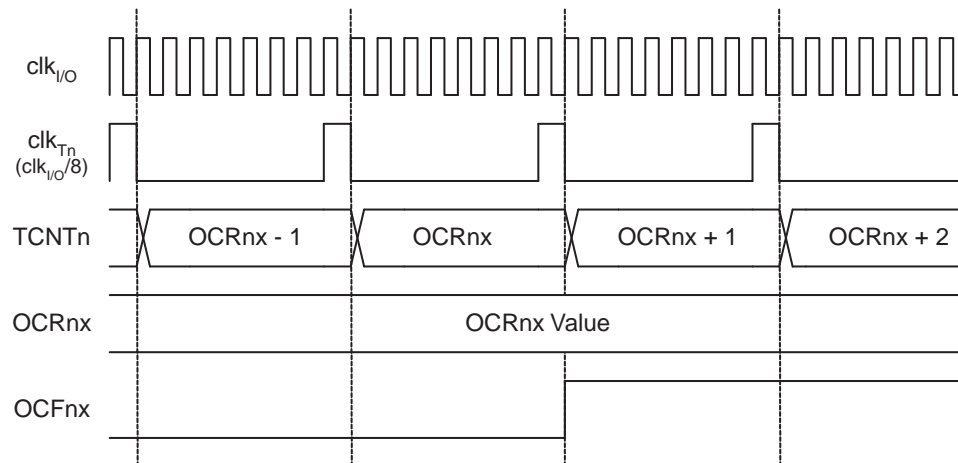 clkI/O
clkTn
(clkI/O/8)
TCNTn OCRnx - 1 OCRnx OCRnx + 1 OCRnx + 2
OCRnx OCRnx Value
OCFnx